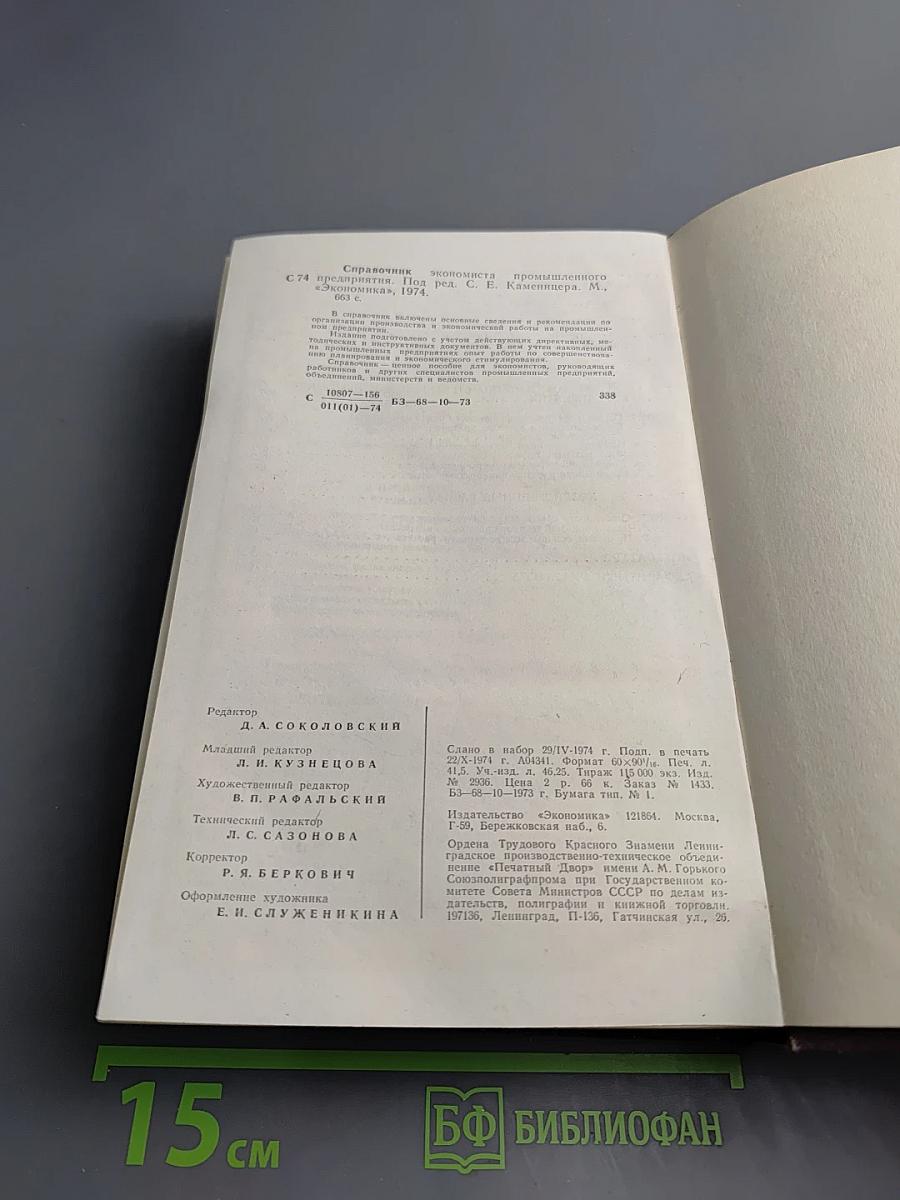 Справочник экономиста промышленного
С 74 предприятия. Под ред. С. Е. Каменицера. М.,
«Экономика», 1974.
663 с.
В справочник включены основные сведения и рекомендации по
организации производства и экономической работы на промышлен-
ном предприятии.
Издание подготовлено с учетом действующих директивных, ме-
тодических и инструктивных документов. В нем учтен накопленный
на промышленных предприятиях опыт работы по совершенствова-
нию планирования и экономического стимулирования.
Справочник — ценное пособие для экономистов, руководящих
работников и других специалистов промышленных предприятий,
объединений, министерств и ведомств.
С 10807—156
011(01)—74 БЗ—68—10—73 338
Редактор
Д. А. СОКОЛОВСКИЙ
Младший редактор
Л. И. КУЗНЕЦОВА
Художественный редактор
В. П. РАФАЛЬСКИЙ
Технический редактор
Л. С. САЗОНОВА
Корректор
Р. Я. БЕРКОВИЧ
Оформление художника
Е. И. СЛУЖЕНИКИНА
Сдано в набор 29/IV-1974 г. Подп. в печать
22/X-1974 г. А04341. Формат 60×90¹/₁₆. Печ. л.
41,5. Уч.-изд. л. 46,25. Тираж 115 000 экз. Изд.
№ 2936. Цена 2 р. 66 к. Заказ № 1433.
БЗ—68—10—1973 г. Бумага тип. № 1.
Издательство «Экономика» 121864. Москва,
Г-59, Бережковская наб., 6.
Ордена Трудового Красного Знамени Ленин-
градское производственно-техническое объеди-
нение «Печатный Двор» имени А. М. Горького
Союзполиграфпрома при Государственном ко-
митете Совета Министров СССР по делам из-
дательств, полиграфии и книжной торговли.
197136, Ленинград, П-136, Гатчинская ул., 26.
15 см
БФ БИБЛИОФАН